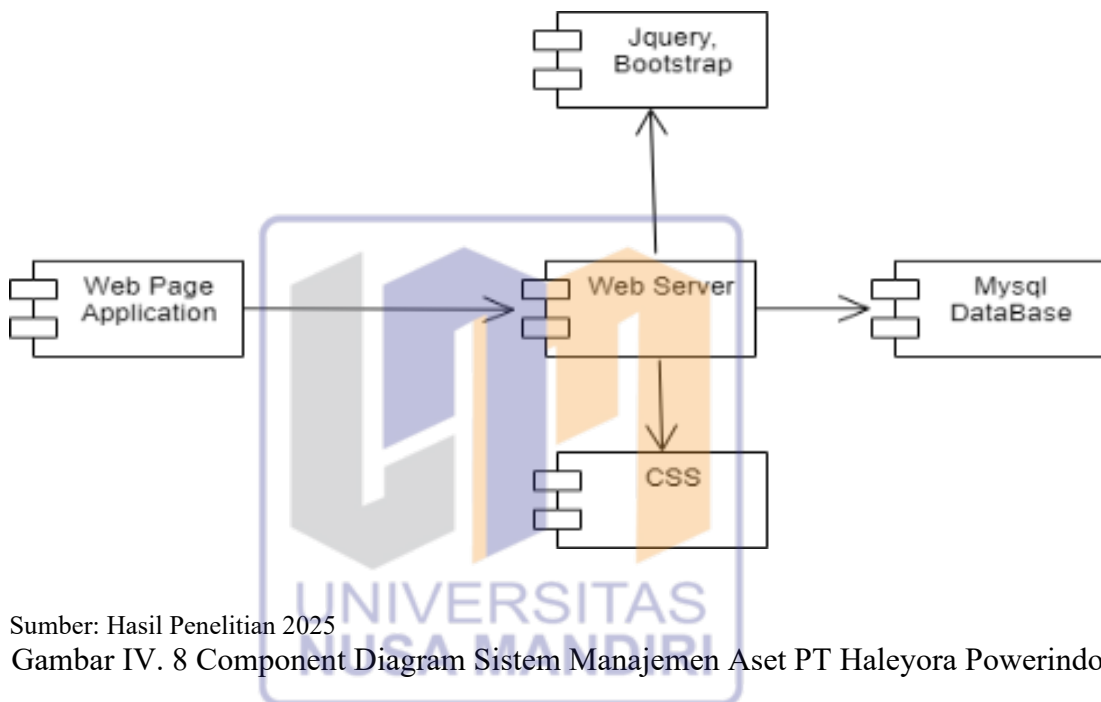 Jquery,
Bootstrap
Web Page
Application
Web Server
Mysql
DataBase
CSS
UNIVERSITAS
NUSA MANDIRI
Sumber: Hasil Penelitian 2025
Gambar IV. 8 Component Diagram Sistem Manajemen Aset PT Haleyora Powerindo